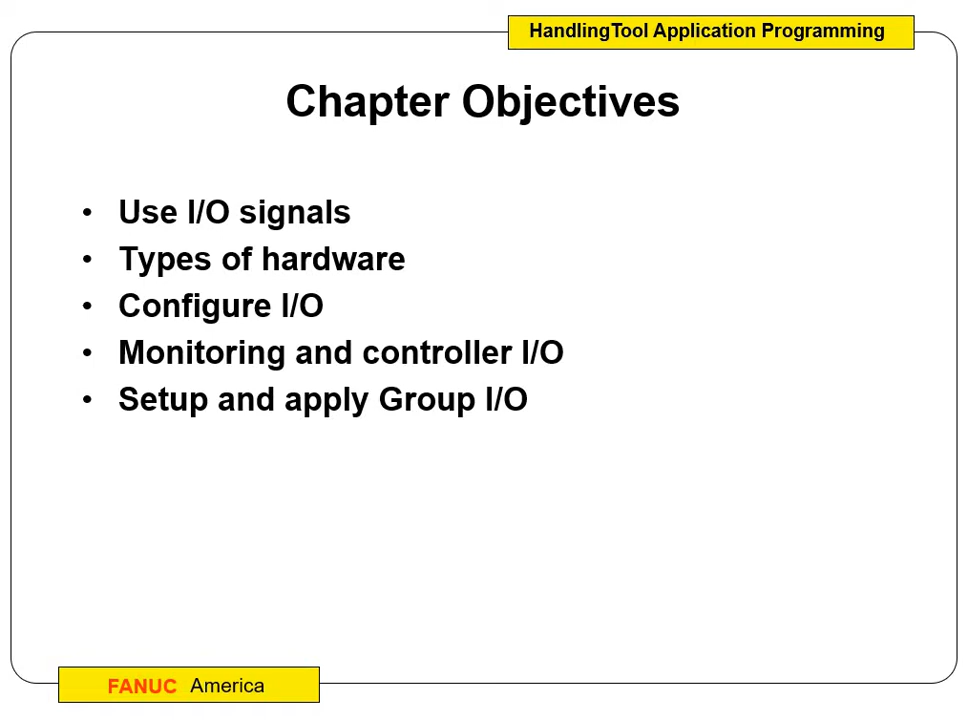 HandlingTool Application Programming
Chapter Objectives
• Use I/O signals
• Types of hardware
• Configure I/O
• Monitoring and controller I/O
• Setup and apply Group I/O
FANUC America